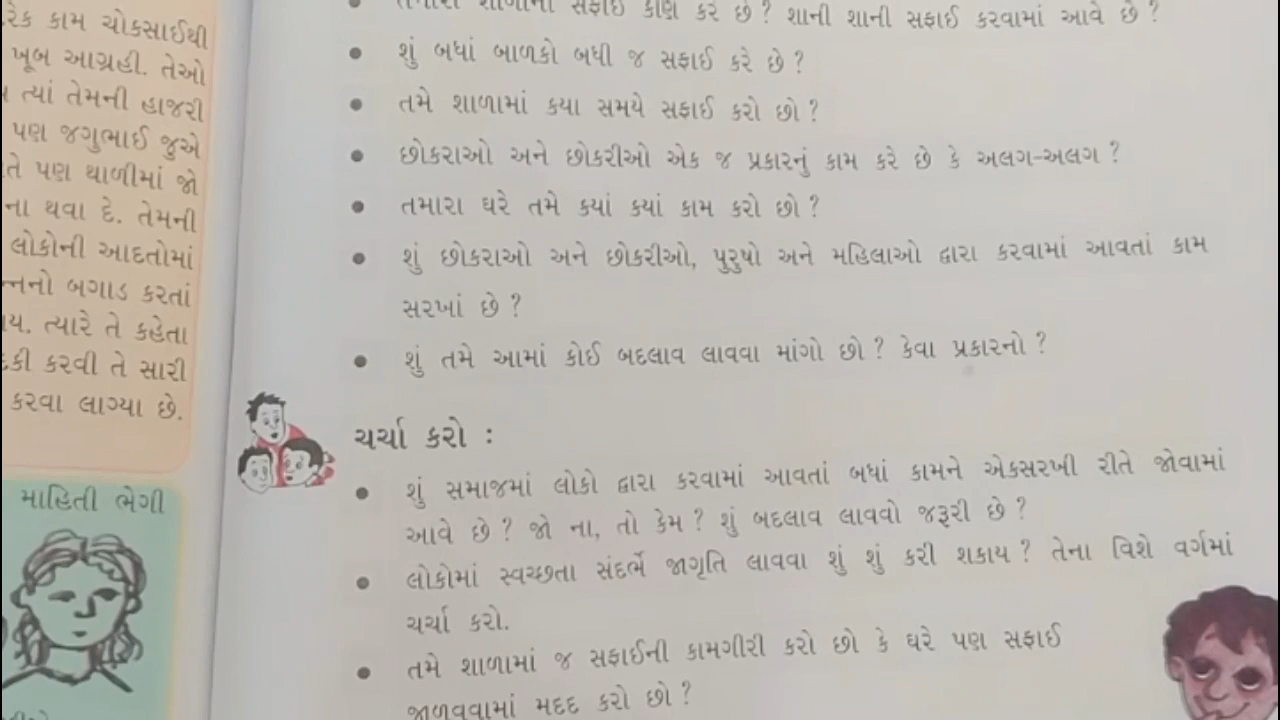 રેક કામ ચોકસાઈથી
ખૂબ આગ્રહી. તેઓ
ત્યાં તેમની હાજરી
પણ જગુભાઈ જુએ
તે પણ થાળીમાં જો
ના થવા દે. તેમની
લોકોની આદતોમાં
ન્નનો બગાડ કરતાં
ય. ત્યારે તે કહેતા
દકી કરવી તે સારી
કરવા લાગ્યા છે.
માહિતી ભેગી
• તમારી શાળાની સફાઈ કોણ કરે છે ? શાની શાની સફાઈ કરવામાં આવે છે ?
• શું બધાં બાળકો બધી જ સફાઈ કરે છે ?
• તમે શાળામાં કયા સમયે સફાઈ કરો છો ?
• છોકરાઓ અને છોકરીઓ એક જ પ્રકારનું કામ કરે છે કે અલગ-અલગ ?
• તમારા ઘરે તમે ક્યાં ક્યાં કામ કરો છો ?
• શું છોકરાઓ અને છોકરીઓ, પુરુષો અને મહિલાઓ દ્વારા કરવામાં આવતાં કામ
સરખાં છે ?
• શું તમે આમાં કોઈ બદલાવ લાવવા માંગો છો ? કેવા પ્રકારનો ?
ચર્ચા કરો :
• શું સમાજમાં લોકો દ્વારા કરવામાં આવતાં બધાં કામને એકસરખી રીતે જોવામાં
આવે છે ? જો ના, તો કેમ ? શું બદલાવ લાવવો જરૂરી છે ?
• લોકોમાં સ્વચ્છતા સંદર્ભે જાગૃતિ લાવવા શું શું કરી શકાય ? તેના વિશે વર્ગમાં
ચર્ચા કરો.
• તમે શાળામાં જ સફાઈની કામગીરી કરો છો કે ઘરે પણ સફાઈ
જાળવવામાં મદદ કરો છો ?